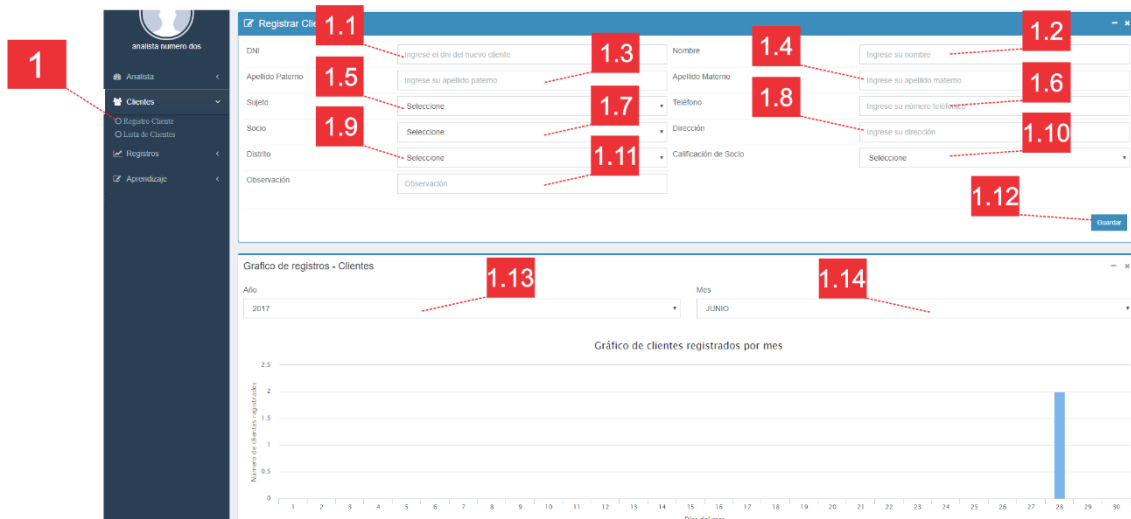 analista numero dos
1
Analista
Clientes
Registro Cliente
Lista de Clientes
Registros
Aprendizaje
Registrar Clie
1.1
1.2
DNI
Ingrese el dni del nuevo cliente
1.3
Nombre
1.4
Ingrese su nombre
Apellido Paterno
1.5
Ingrese su apellido paterno
Apellido Materno
Ingrese su apellido materno
1.6
Sujeto
Seleccione
1.7
Teléfono
1.8
Ingrese su número teléfonico
Socio
1.9
Seleccione
Dirección
Ingrese su dirección
1.10
Distrito
Seleccione
1.11
Calificación de Socio
Seleccione
Observación
Observación
1.12
Guardar
Grafico de registros - Clientes
1.13
1.14
Año
Mes
2017
JUNIO
Gráfico de clientes registrados por mes
Número de clientes registrados
2.5
2
1.5
1
0.5
0
1 2 3 4 5 6 7 8 9 10 11 12 13 14 15 16 17 18 19 20 21 22 23 24 25 26 27 28 29 30
Días del mes